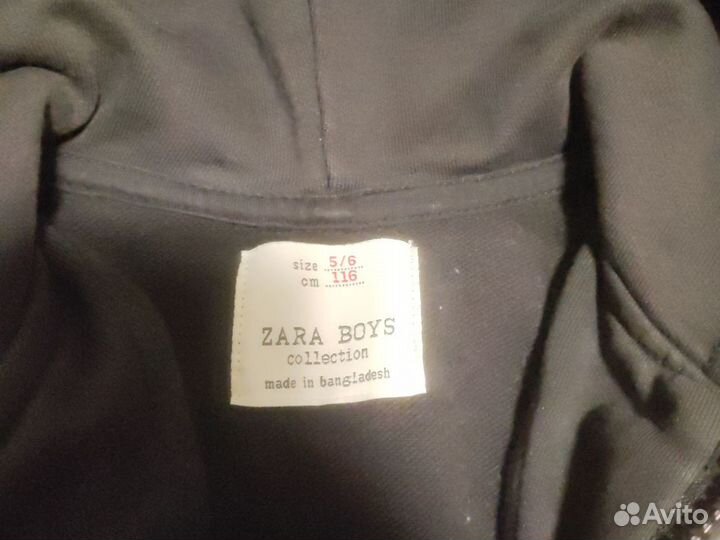 size 5/6
cm 116
ZARA BOYS
collection
made in bangladesh
Avito